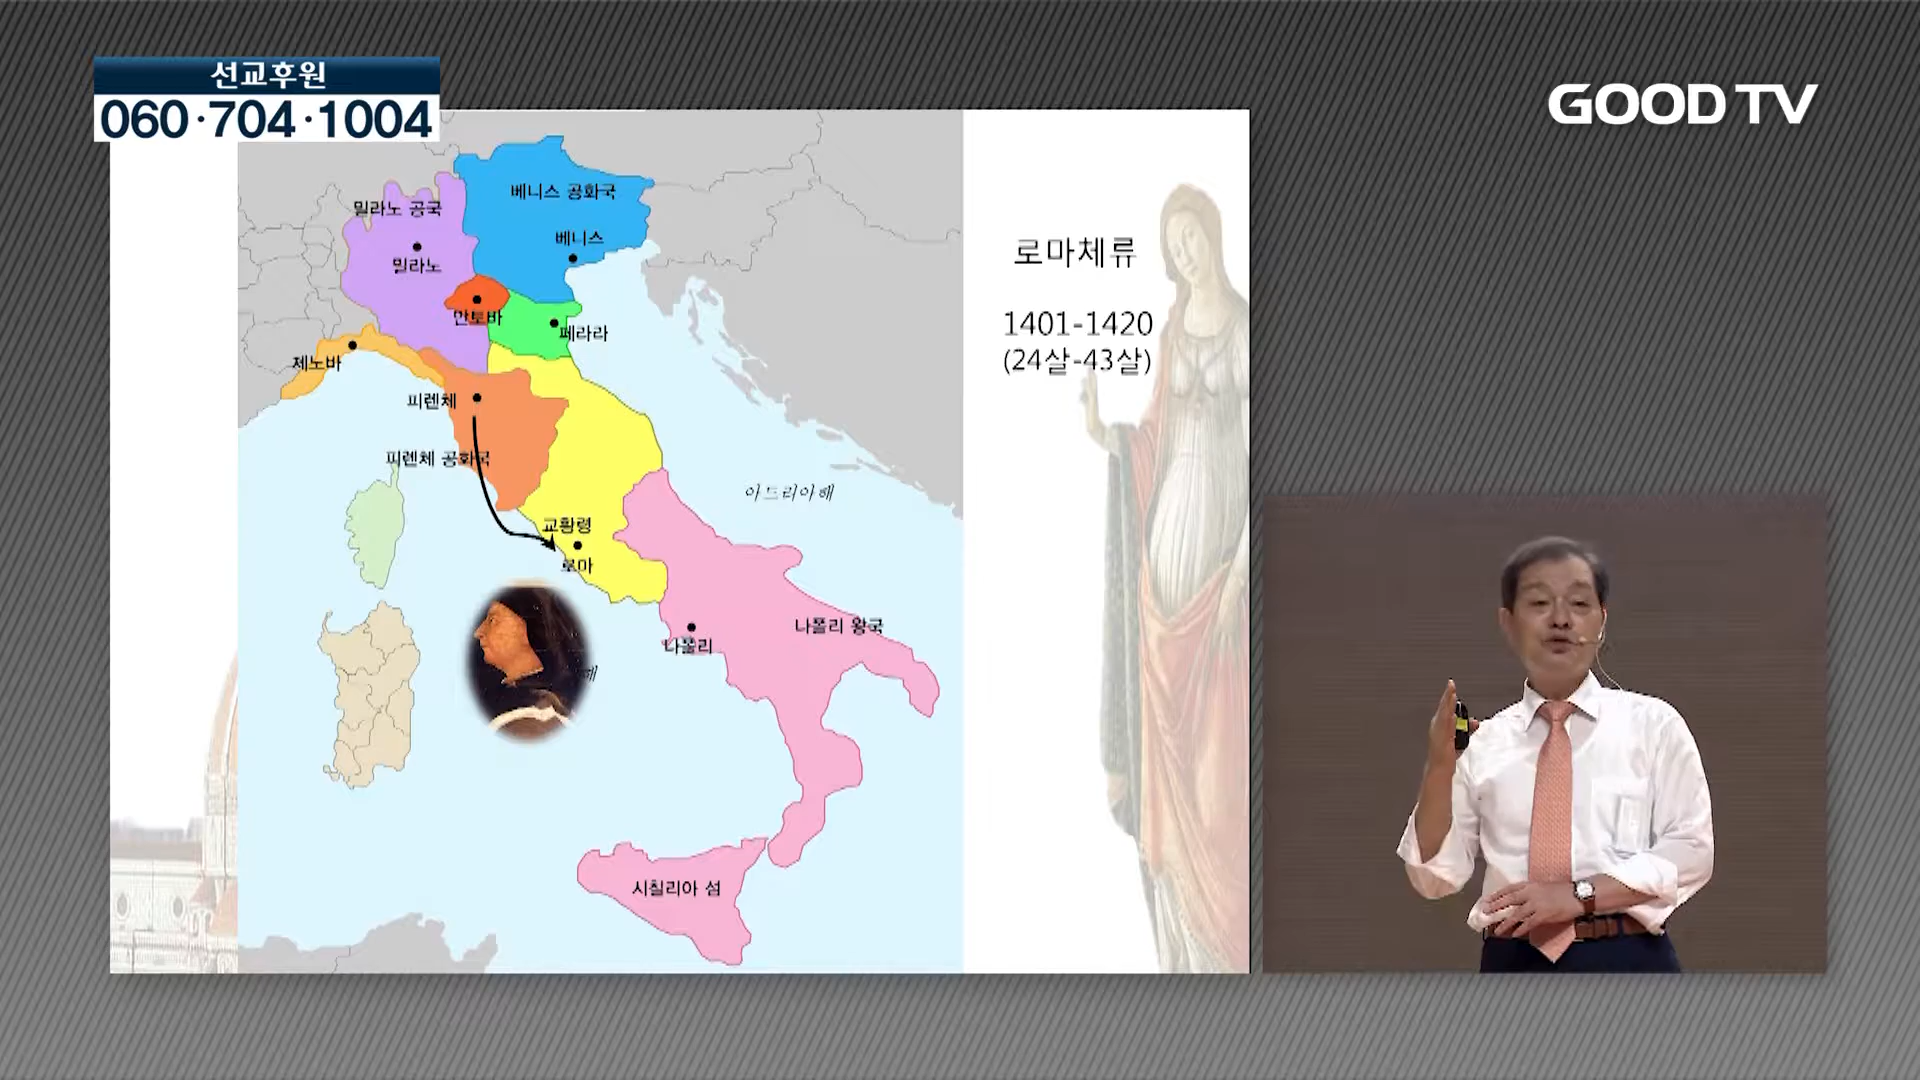 선교후원
060·704·1004
GOOD TV
베니스 공화국
밀라노 공국
베니스
밀라노
만토바
페라라
제노바
피렌체
피렌체 공화국
아드리아해
교황령
로마
나폴리 왕국
나폴리
해
시칠리아 섬
로마체류
1401-1420
(24살-43살)